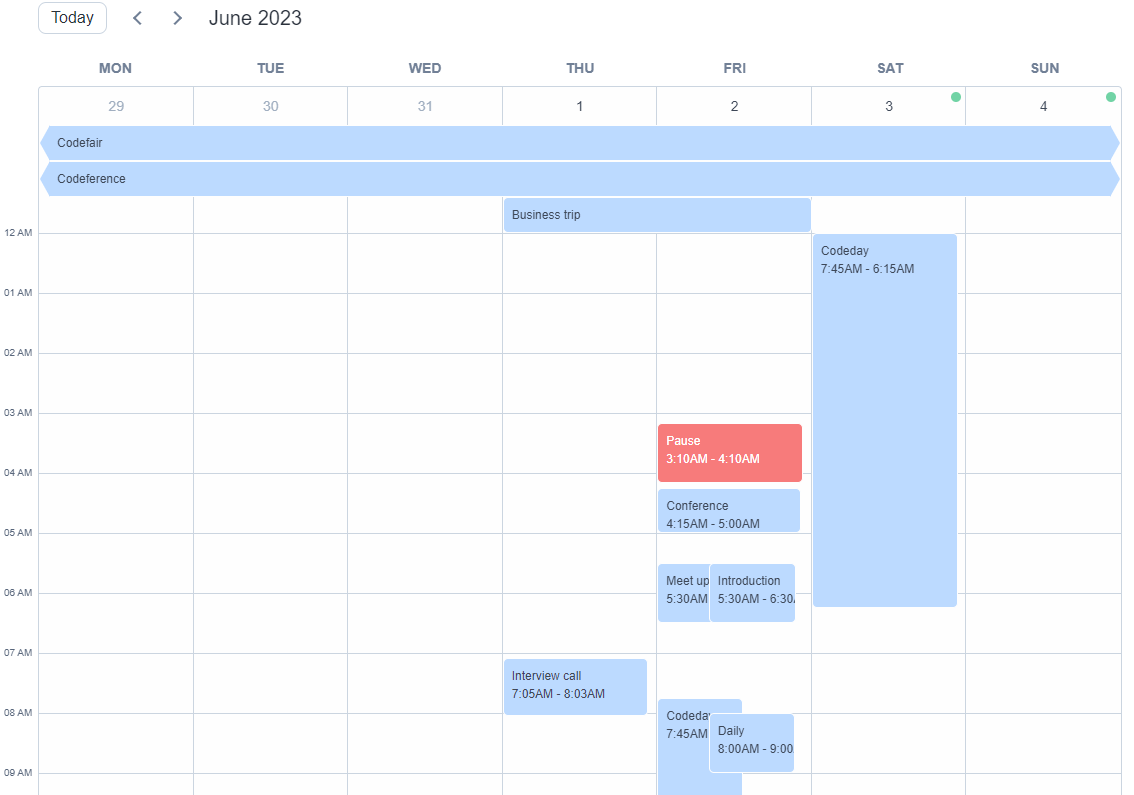 Today June 2023
MON TUE WED THU FRI SAT SUN
29 30 31 1 2 3 4
Codefair
Codeference
Business trip
12 AM
Codeday
7:45AM - 6:15AM
01 AM
02 AM
03 AM
Pause
3:10AM - 4:10AM
04 AM
Conference
4:15AM - 5:00AM
05 AM
Meet up Introduction
5:30AM 5:30AM - 6:30
06 AM
07 AM
Interview call
7:05AM - 8:03AM
08 AM
Codeday
7:45AM
Daily
8:00AM - 9:00
09 AM